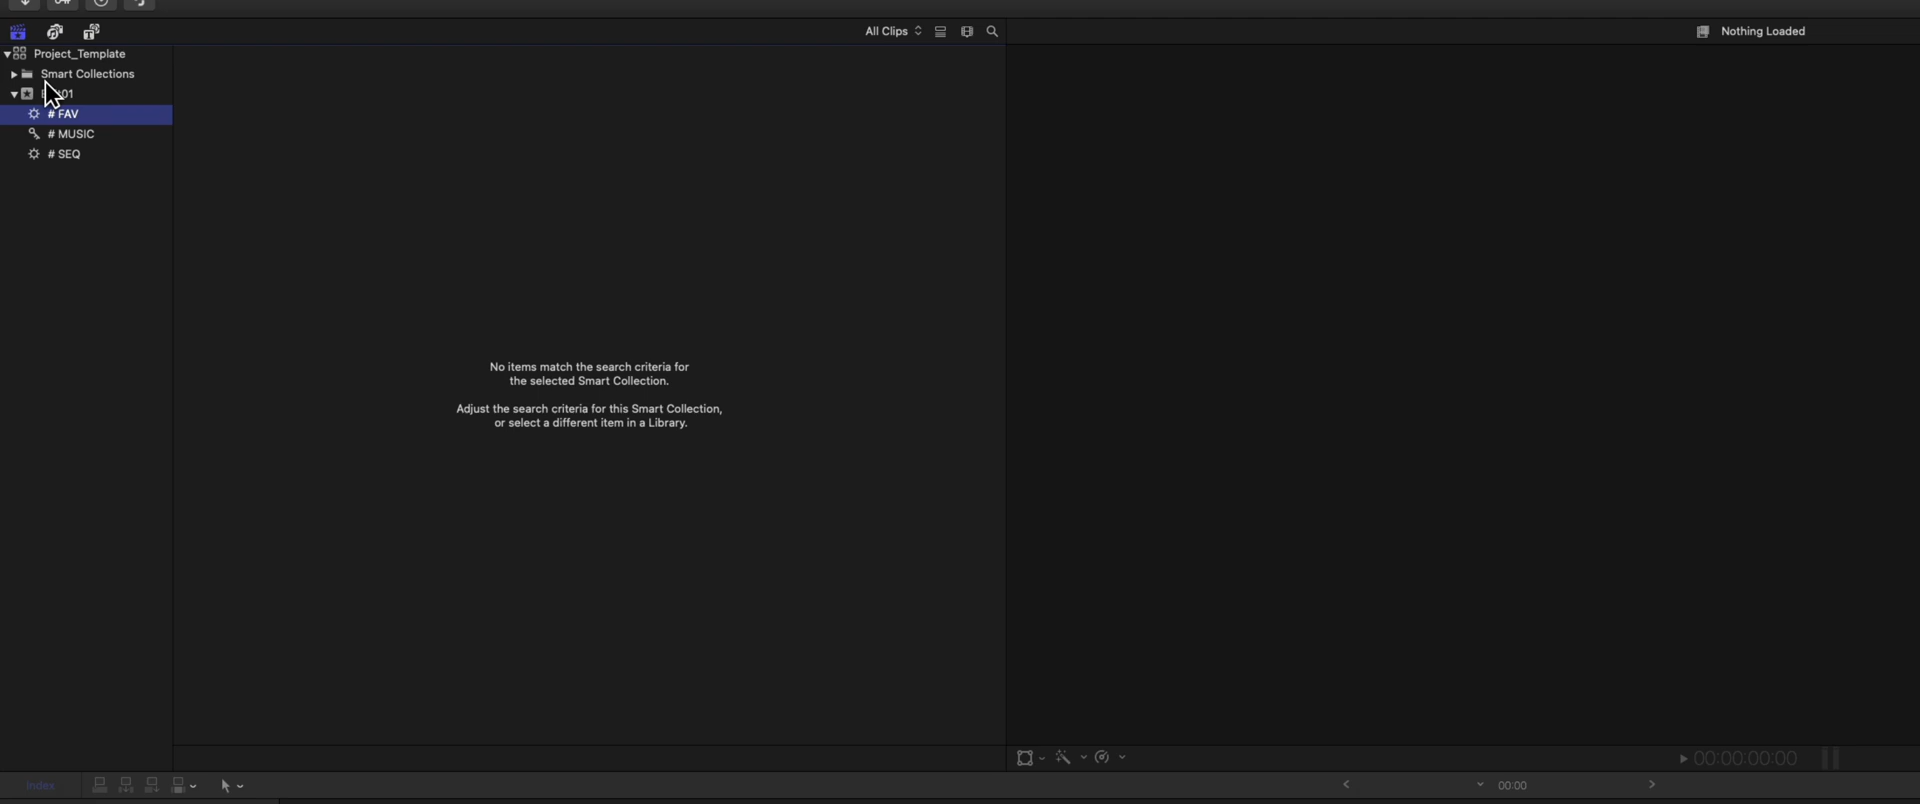 All Clips
Nothing Loaded
Project_Template
Smart Collections
01
# FAV
# MUSIC
# SEQ
No items match the search criteria for
the selected Smart Collection.
Adjust the search criteria for this Smart Collection,
or select a different item in a Library.
00:00:00:00
Index
00:00